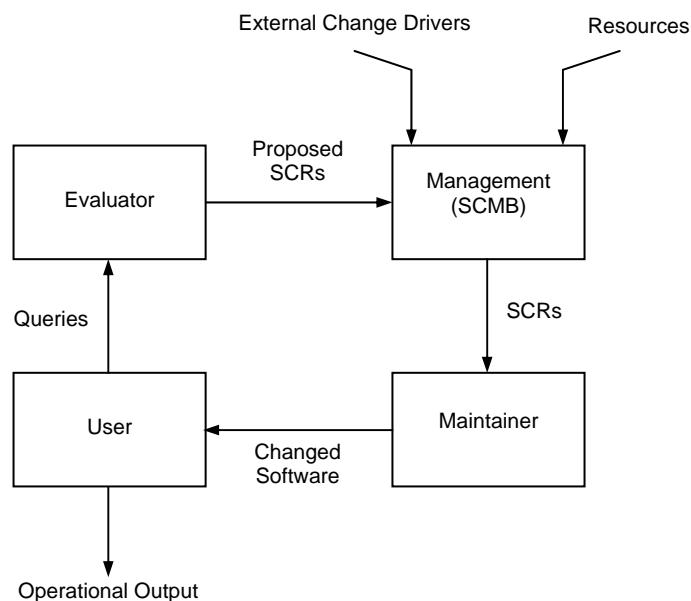 External Change Drivers
Resources
Proposed
SCRs
Evaluator
Management
(SCMB)
Queries
SCRs
User
Maintainer
Changed
Software
Operational Output